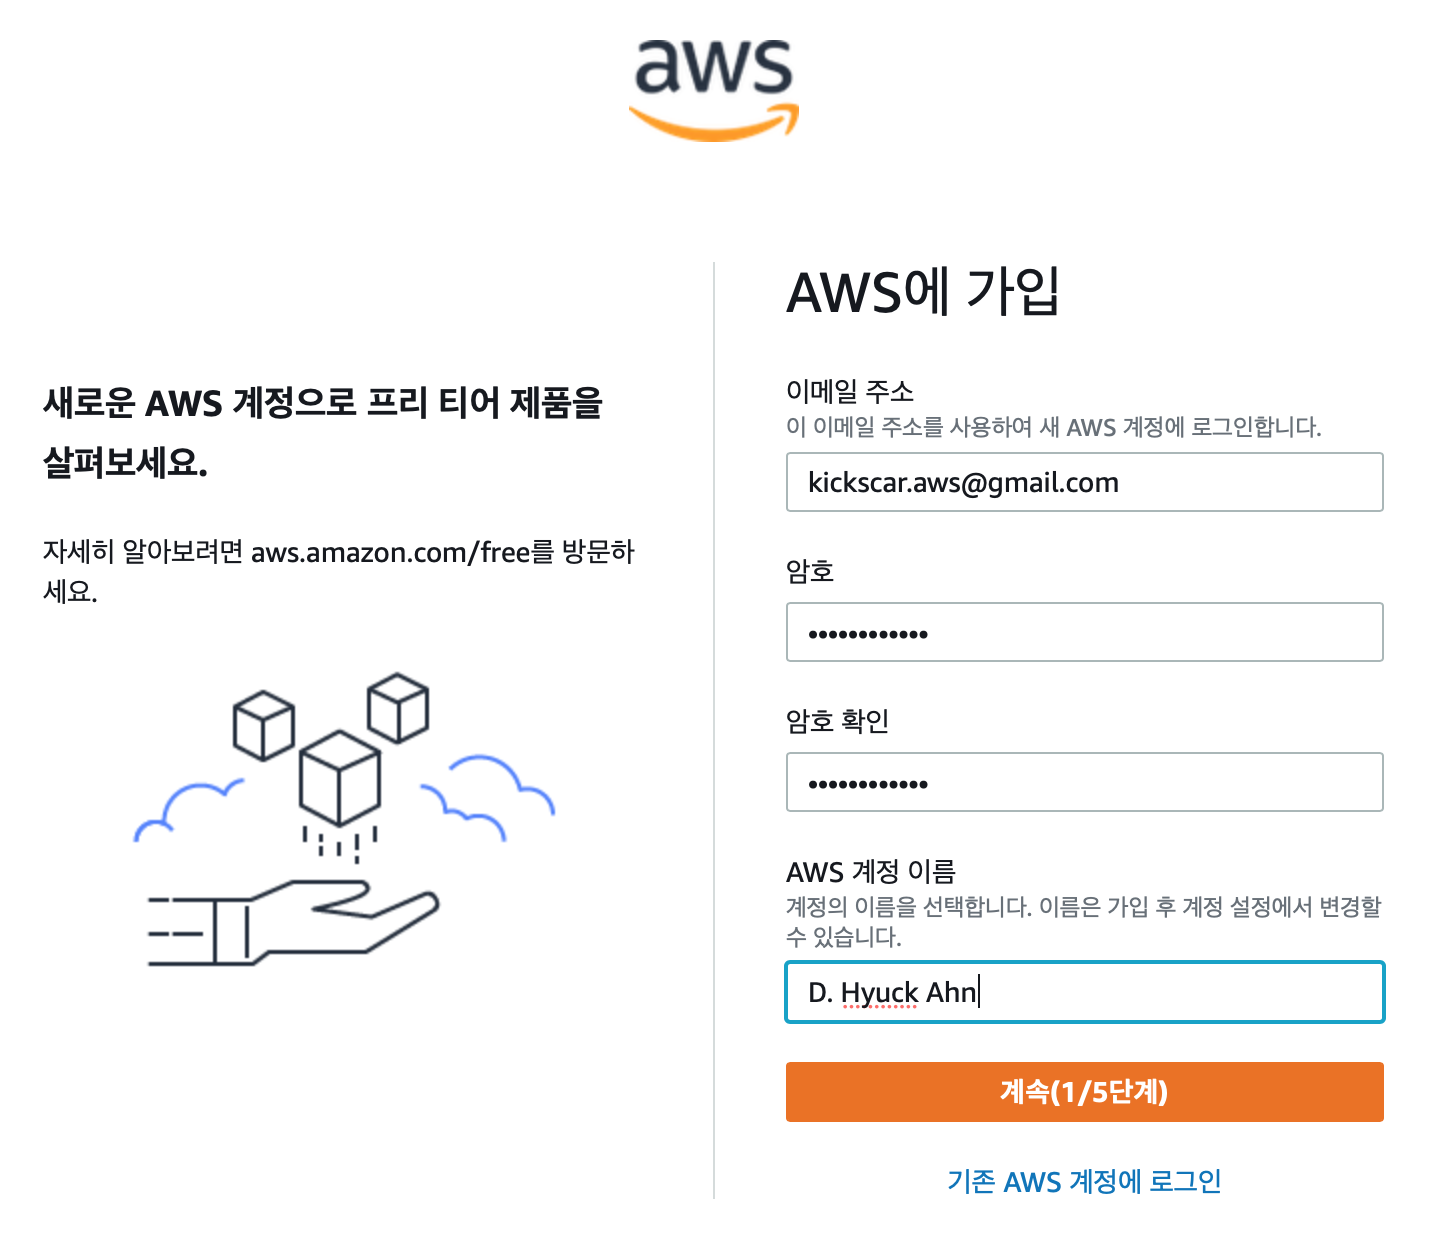 aws
새로운 AWS 계정으로 프리 티어 제품을
살펴보세요.
자세히 알아보려면 aws.amazon.com/free를 방문하
세요.
AWS에 가입
이메일 주소
이 이메일 주소를 사용하여 새 AWS 계정에 로그인합니다.
kickscar.aws@gmail.com
암호
••••••••••••
암호 확인
••••••••••••
AWS 계정 이름
계정의 이름을 선택합니다. 이름은 가입 후 계정 설정에서 변경할
수 있습니다.
D. Hyuck Ahn
계속(1/5단계)
기존 AWS 계정에 로그인